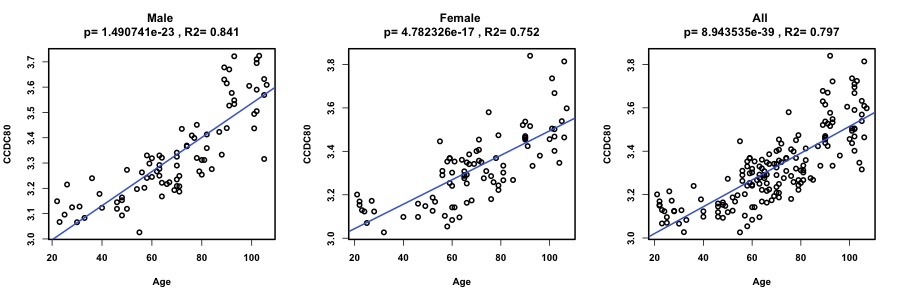 Male
p= 1.490741e-23 , R2= 0.841
CCDC80
3.7
3.6
3.5
3.4
3.3
3.2
3.1
3.0
20 40 60 80 100
Age
Female
p= 4.782326e-17 , R2= 0.752
CCDC80
3.8
3.6
3.4
3.2
3.0
20 40 60 80 100
Age
All
p= 8.943535e-39 , R2= 0.797
CCDC80
3.8
3.6
3.4
3.2
3.0
20 40 60 80 100
Age